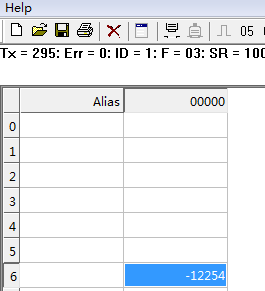 Help
05
Tx = 295: Err = 0: ID = 1: F = 03: SR = 100
Alias 00000
0
1
2
3
4
5
6 -12254